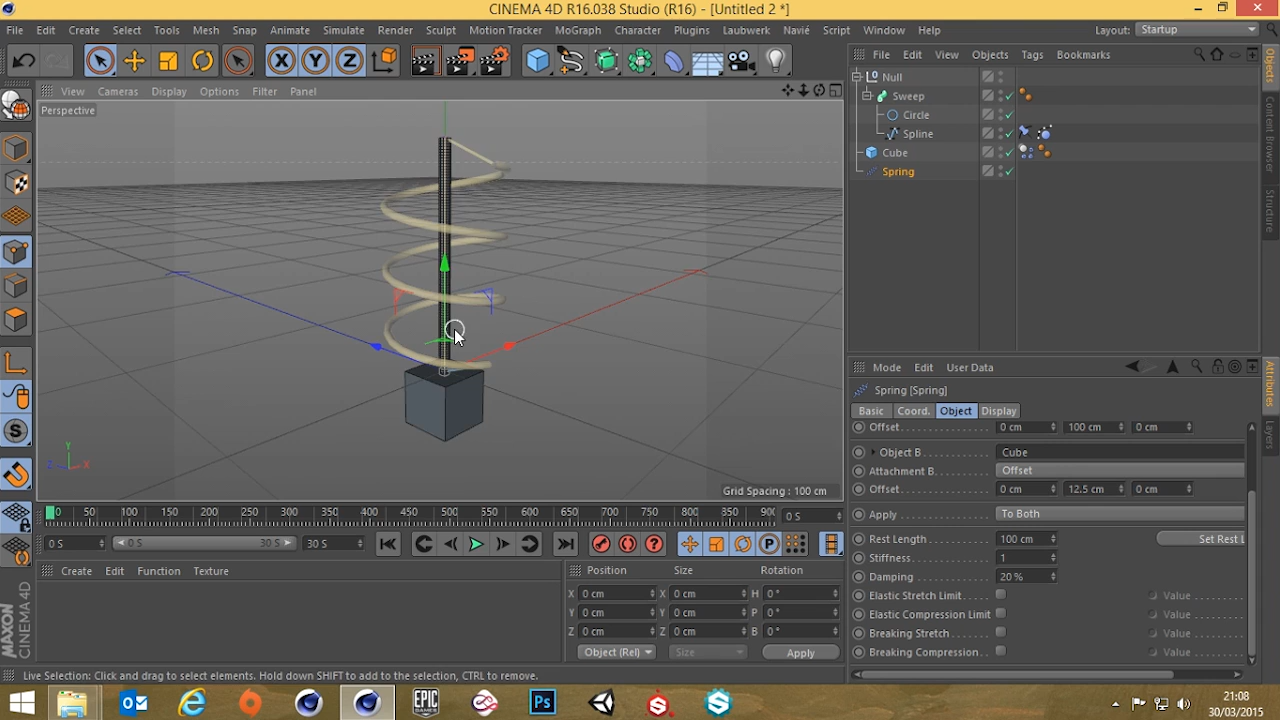 CINEMA 4D R16.038 Studio (R16) - [Untitled 2 *]
File Edit Create Select Tools Mesh Snap Animate Simulate Render Sculpt Motion Tracker MoGraph Character Plugins Laubwerk Navié Script Window Help Layout: Startup
File Edit View Objects Tags Bookmarks
View Cameras Display Options Filter Panel
Perspective
Null
Sweep
Circle
Spline
Cube
Spring
Objects
Content Browser
Structure
Y
Z X
Grid Spacing : 100 cm
Mode Edit User Data
Spring [Spring]
Basic Coord. Object Display
Offset 0 cm 100 cm 0 cm
Object B Cube
Attachment B. Offset
Offset 0 cm 12.5 cm 0 cm
Apply To Both
Rest Length 100 cm Set Rest L
Stiffness 1
Damping 20 %
Elastic Stretch Limit Value
Elastic Compression Limit Value
Breaking Stretch Value
Breaking Compression Value
Attributes
Layers
0 50 100 150 200 250 300 350 400 450 500 550 600 650 700 750 800 850 90 0 S
0 S 0 S 30 S 30 S
Create Edit Function Texture
Position Size Rotation
X 0 cm X 0 cm H 0 °
Y 0 cm Y 0 cm P 0 °
Z 0 cm Z 0 cm B 0 °
Object (Rel) Size Apply
MAXON
CINEMA 4D
Live Selection: Click and drag to select elements. Hold down SHIFT to add to the selection, CTRL to remove.
EPIC GAMES
Ps
21:08
30/03/2015